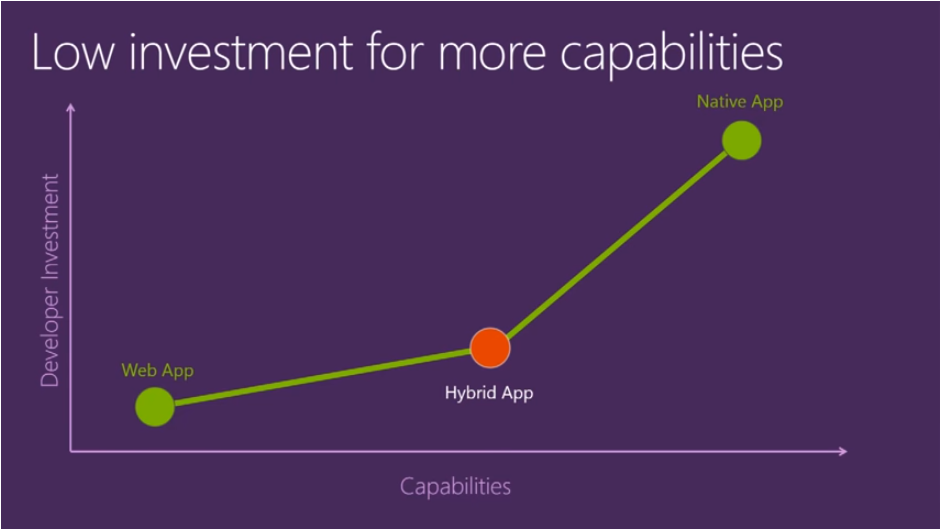 Low investment for more capabilities
Native App
Developer Investment
Web App
Hybrid App
Capabilities